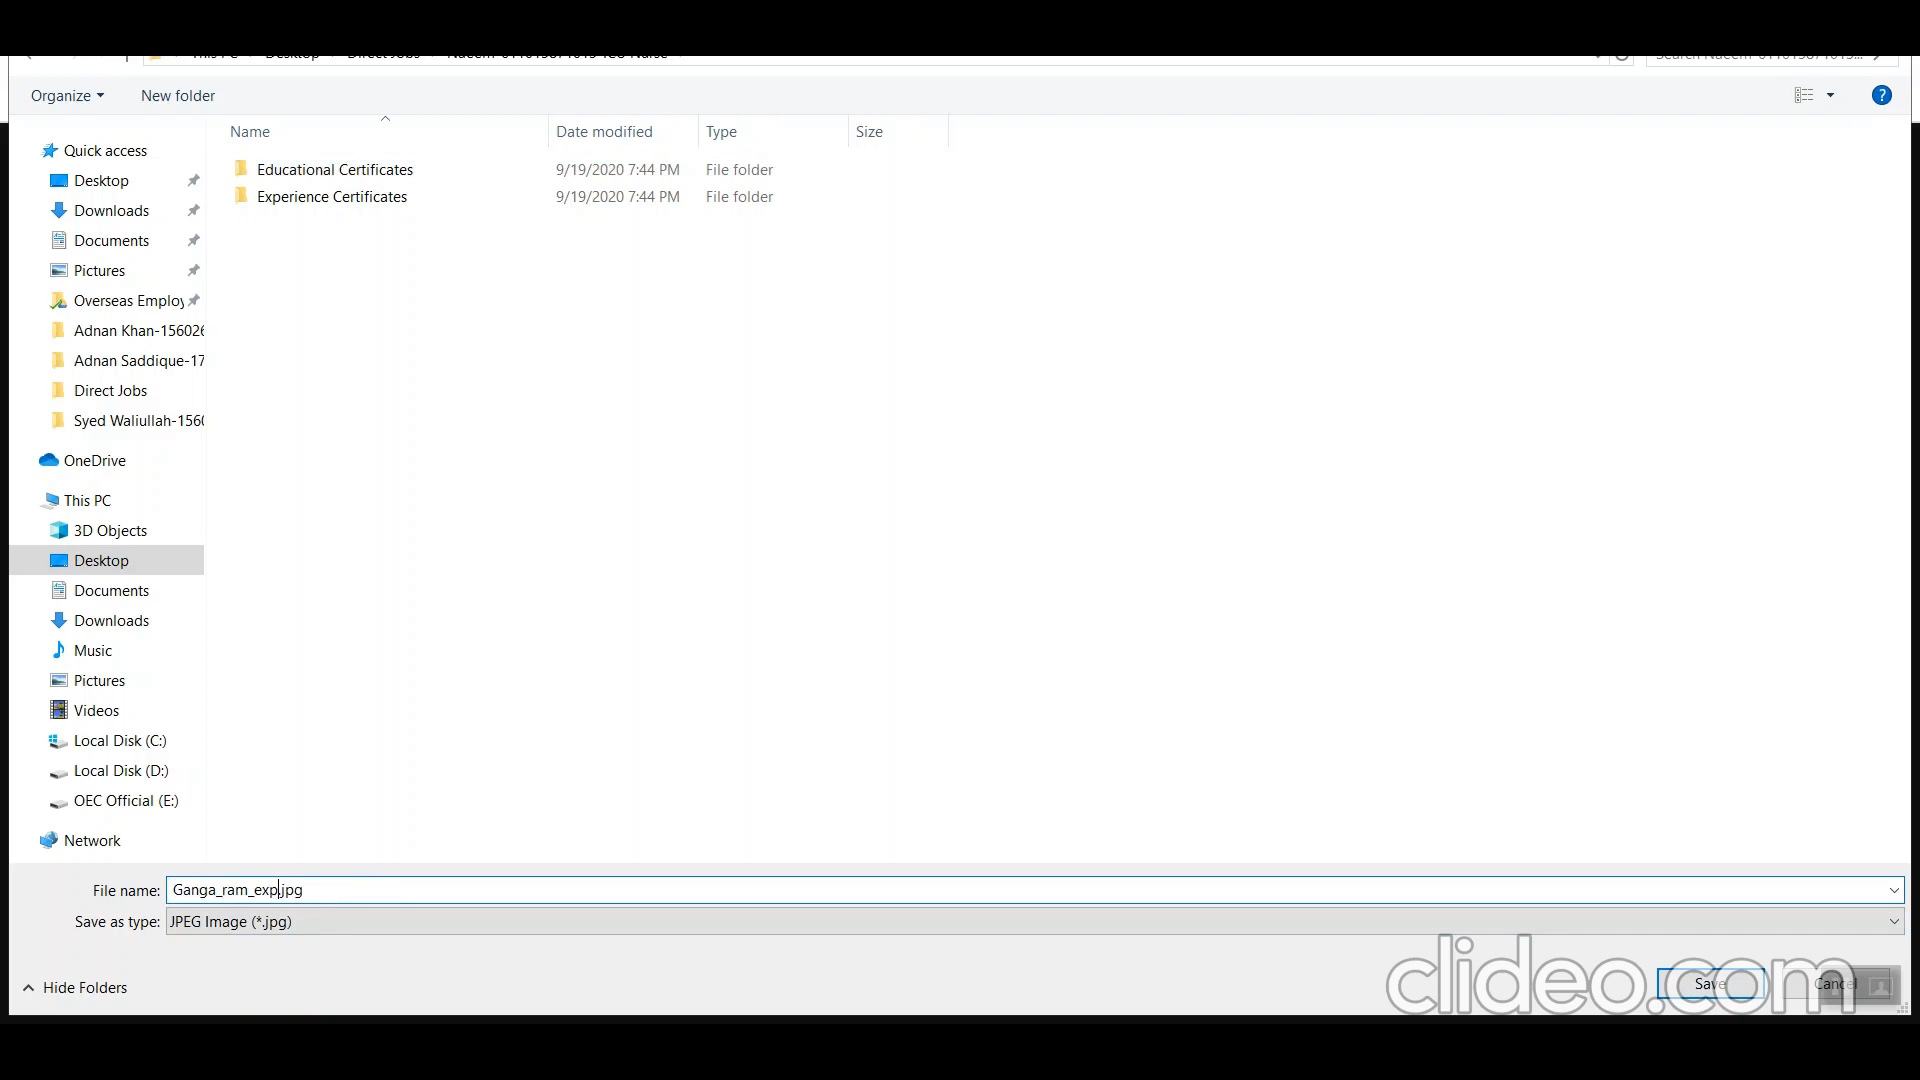 Organize
New folder
?
Name
Date modified
Type
Size
Quick access
Desktop
Downloads
Documents
Pictures
Overseas Employ
Adnan Khan-156026
Adnan Saddique-17
Direct Jobs
Syed Waliullah-1560
OneDrive
This PC
3D Objects
Desktop
Documents
Downloads
Music
Pictures
Videos
Local Disk (C:)
Local Disk (D:)
OEC Official (E:)
Network
Educational Certificates 9/19/2020 7:44 PM File folder
Experience Certificates 9/19/2020 7:44 PM File folder
File name: Ganga_ram_exp.jpg
Save as type: JPEG Image (*.jpg)
Hide Folders
Save
Cancel
clideo.com